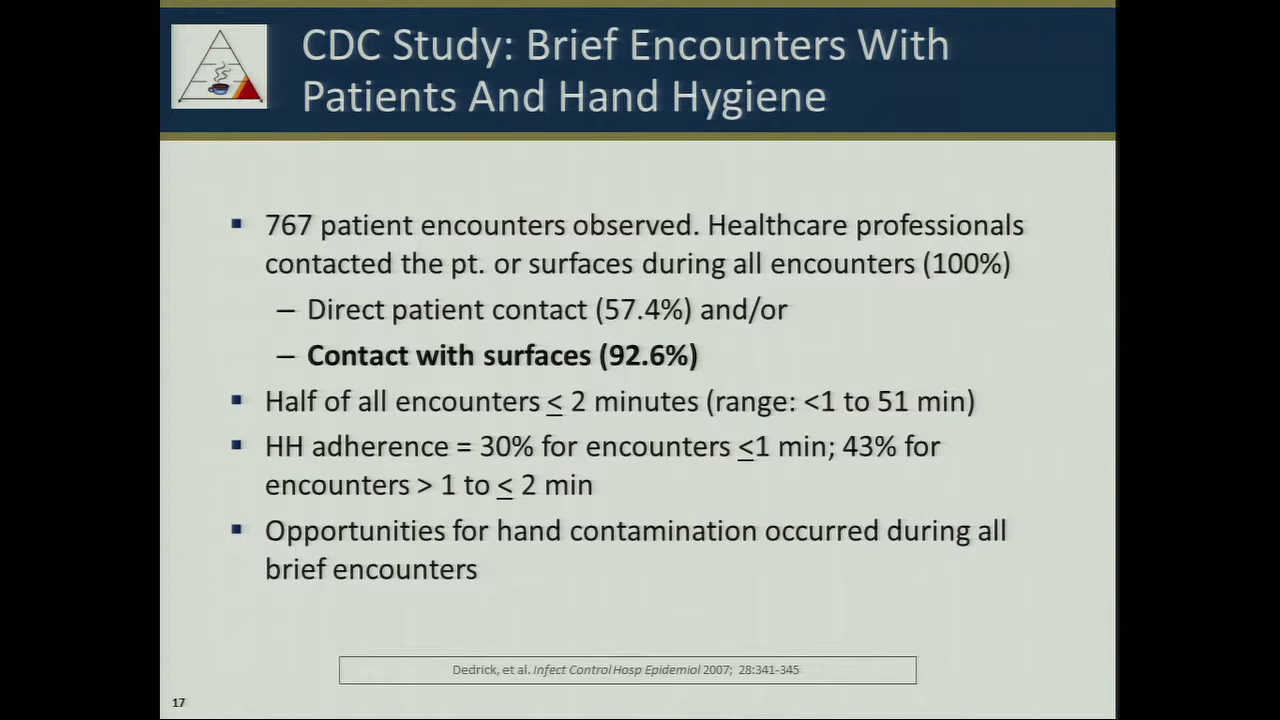 CDC Study: Brief Encounters With
Patients And Hand Hygiene
▪ 767 patient encounters observed. Healthcare professionals
contacted the pt. or surfaces during all encounters (100%)
– Direct patient contact (57.4%) and/or
– Contact with surfaces (92.6%)
▪ Half of all encounters < 2 minutes (range: <1 to 51 min)
▪ HH adherence = 30% for encounters <1 min; 43% for
encounters > 1 to < 2 min
▪ Opportunities for hand contamination occurred during all
brief encounters
Dedrick, et al. Infect Control Hosp Epidemiol 2007; 28:341-345
17